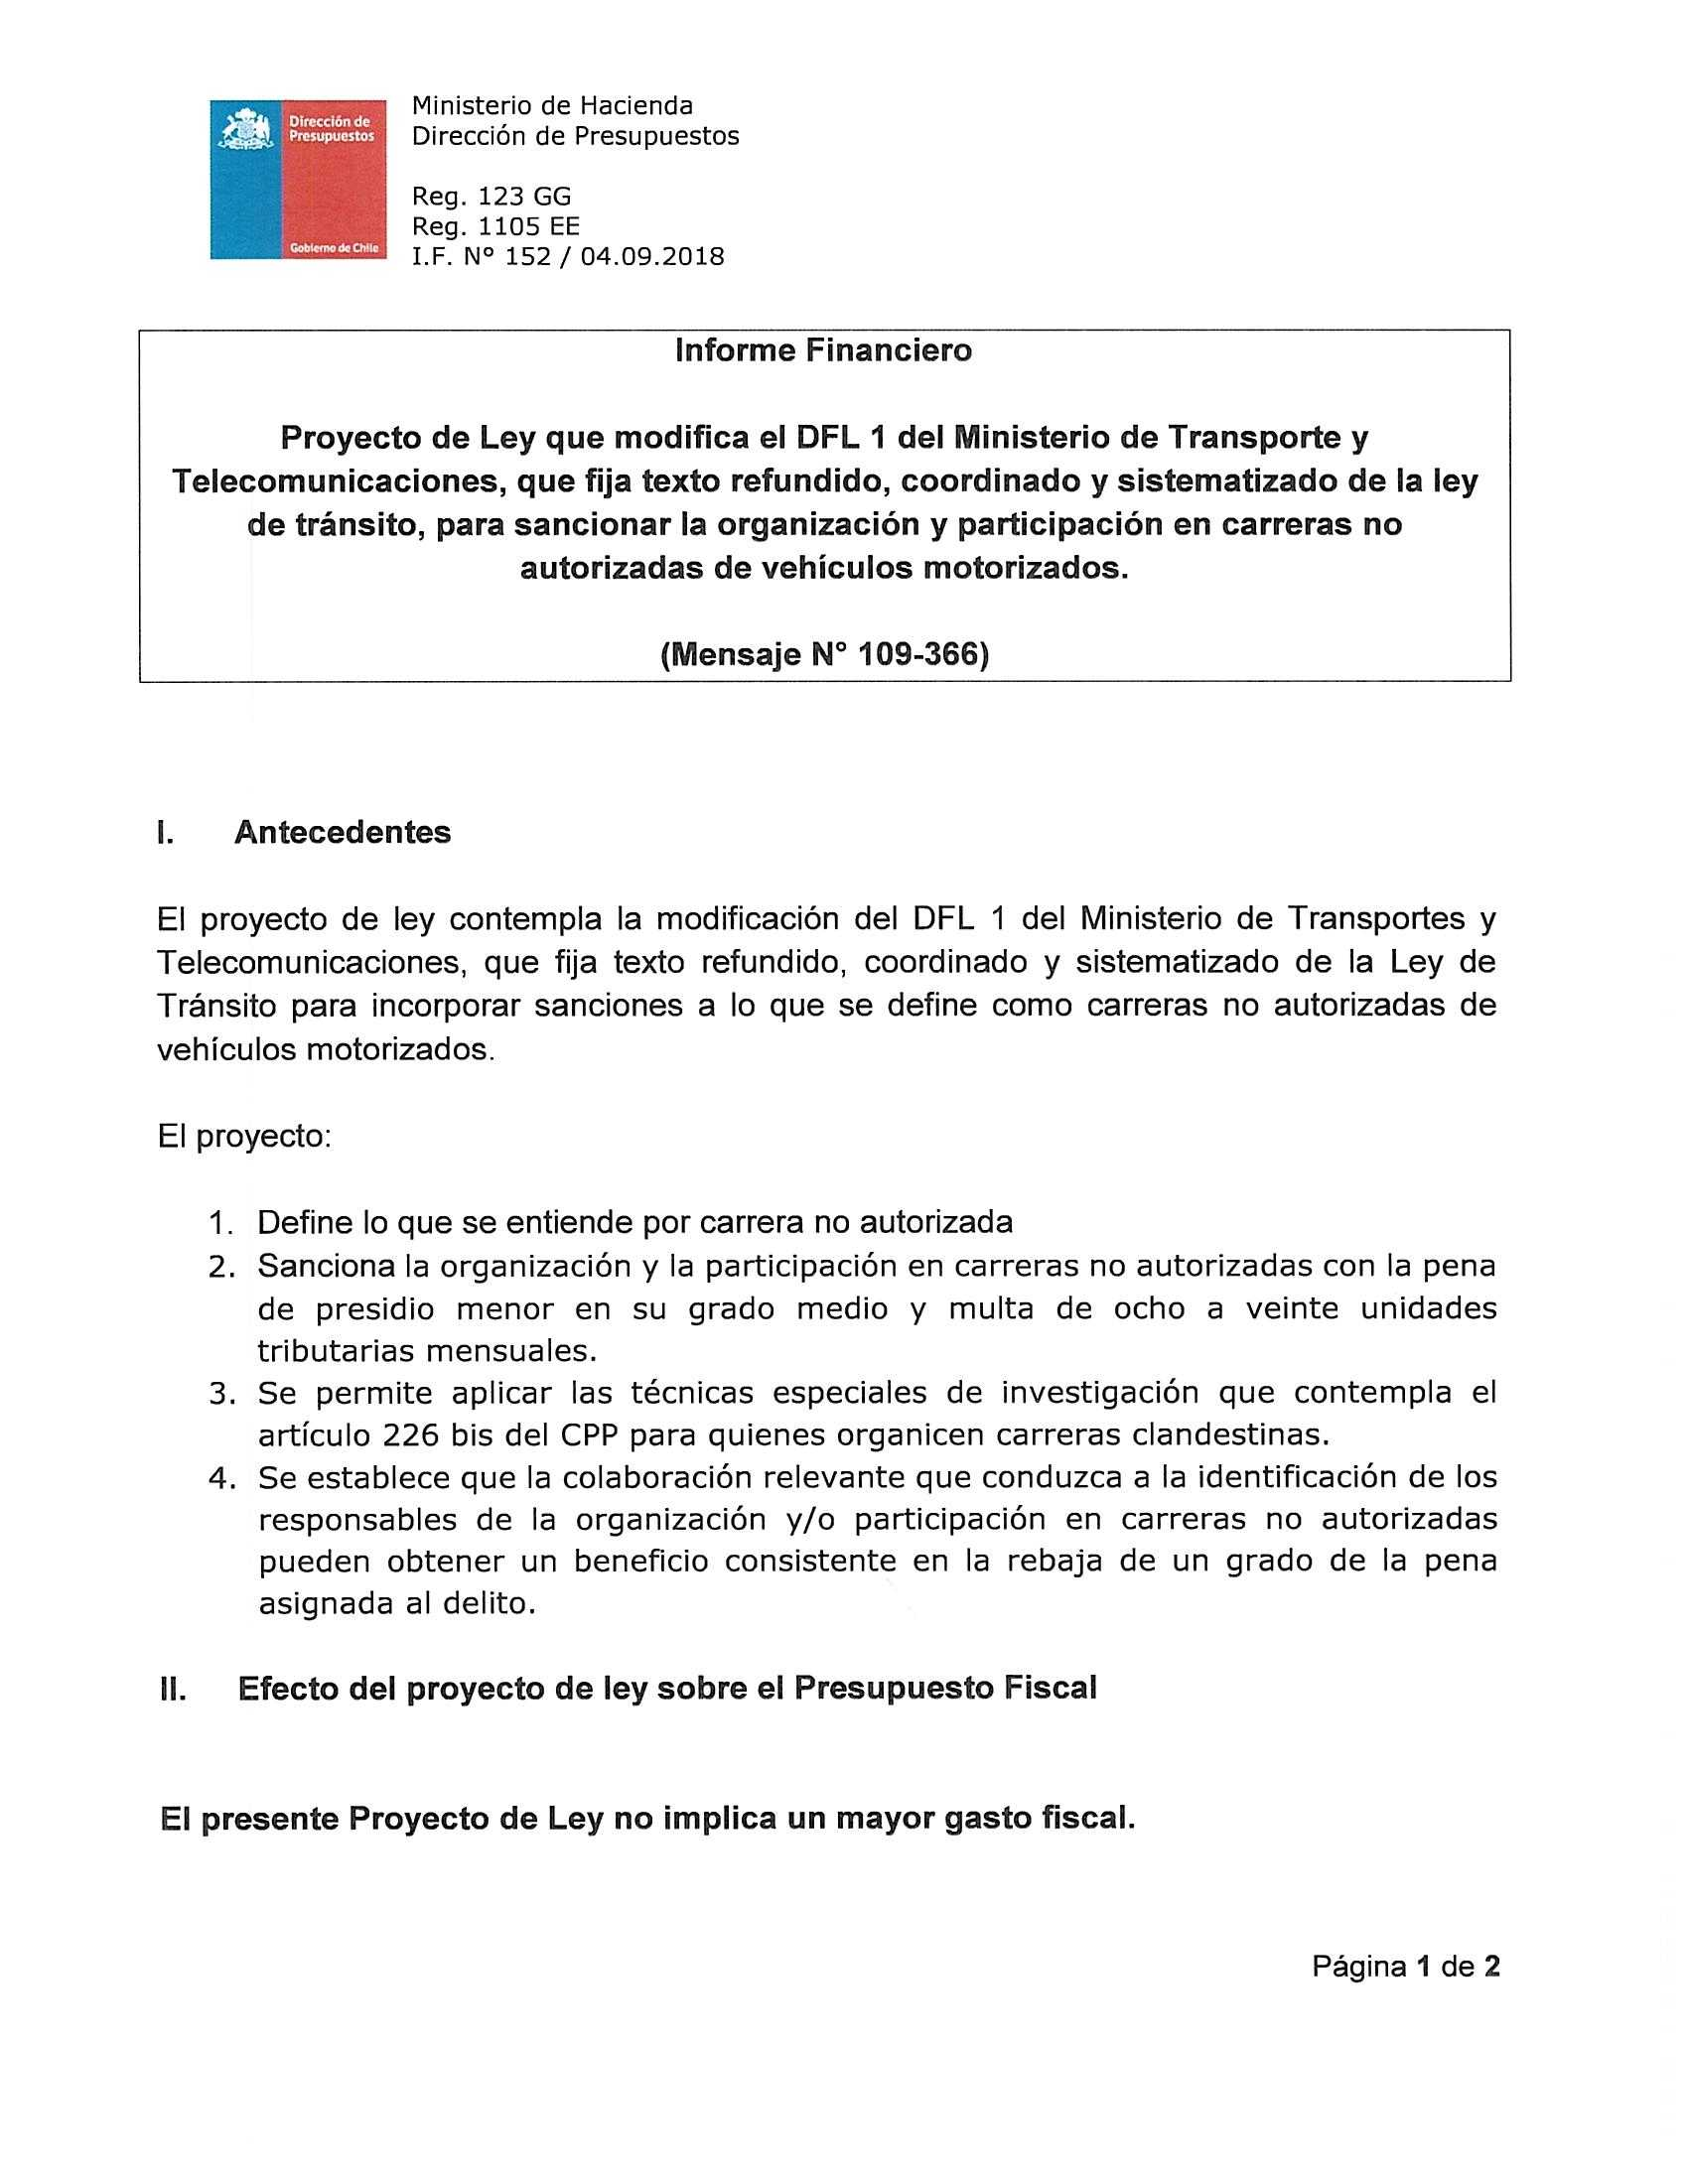 Dirección de
Presupuestos
Gobierno de Chile
Ministerio de Hacienda
Dirección de Presupuestos
Reg. 123 GG
Reg. 1105 EE
I.F. N° 152 / 04.09.2018
Informe Financiero
Proyecto de Ley que modifica el DFL 1 del Ministerio de Transporte y
Telecomunicaciones, que fija texto refundido, coordinado y sistematizado de la ley
de tránsito, para sancionar la organización y participación en carreras no
autorizadas de vehículos motorizados.
(Mensaje N° 109-366)
I. Antecedentes
El proyecto de ley contempla la modificación del DFL 1 del Ministerio de Transportes y
Telecomunicaciones, que fija texto refundido, coordinado y sistematizado de la Ley de
Tránsito para incorporar sanciones a lo que se define como carreras no autorizadas de
vehículos motorizados.
El proyecto:
1. Define lo que se entiende por carrera no autorizada
2. Sanciona la organización y la participación en carreras no autorizadas con la pena
de presidio menor en su grado medio y multa de ocho a veinte unidades
tributarias mensuales.
3. Se permite aplicar las técnicas especiales de investigación que contempla el
artículo 226 bis del CPP para quienes organicen carreras clandestinas.
4. Se establece que la colaboración relevante que conduzca a la identificación de los
responsables de la organización y/o participación en carreras no autorizadas
pueden obtener un beneficio consistente en la rebaja de un grado de la pena
asignada al delito.
II. Efecto del proyecto de ley sobre el Presupuesto Fiscal
El presente Proyecto de Ley no implica un mayor gasto fiscal.
Página 1 de 2